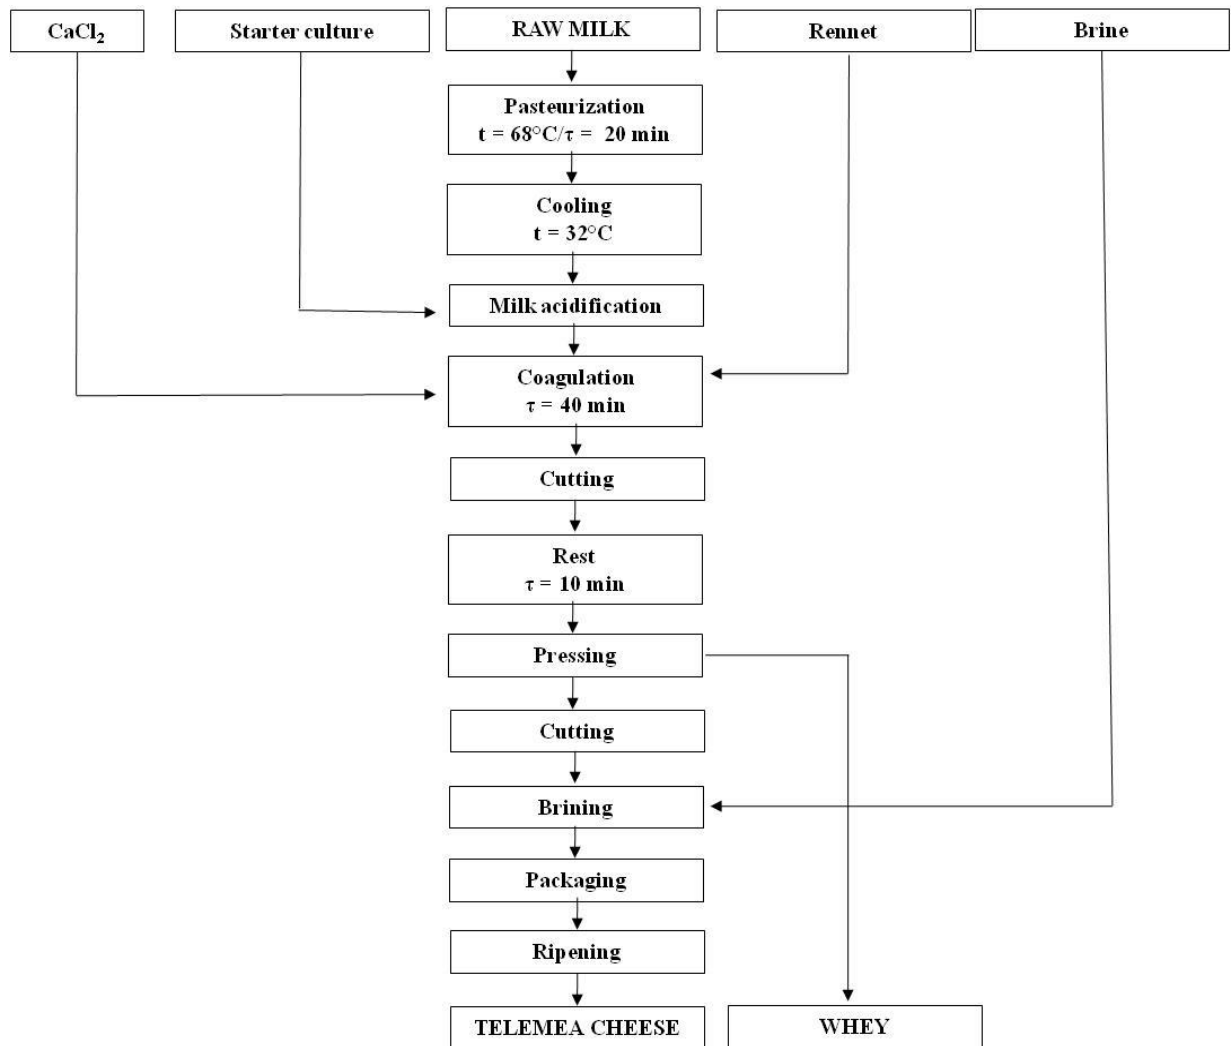 CaCl₂
Starter culture
RAW MILK
Rennet
Brine
Pasteurization
t = 68°C/τ = 20 min
Cooling
t = 32°C
Milk acidification
Coagulation
τ = 40 min
Cutting
Rest
τ = 10 min
Pressing
Cutting
Brining
Packaging
Ripening
TELEMEA CHEESE
WHEY